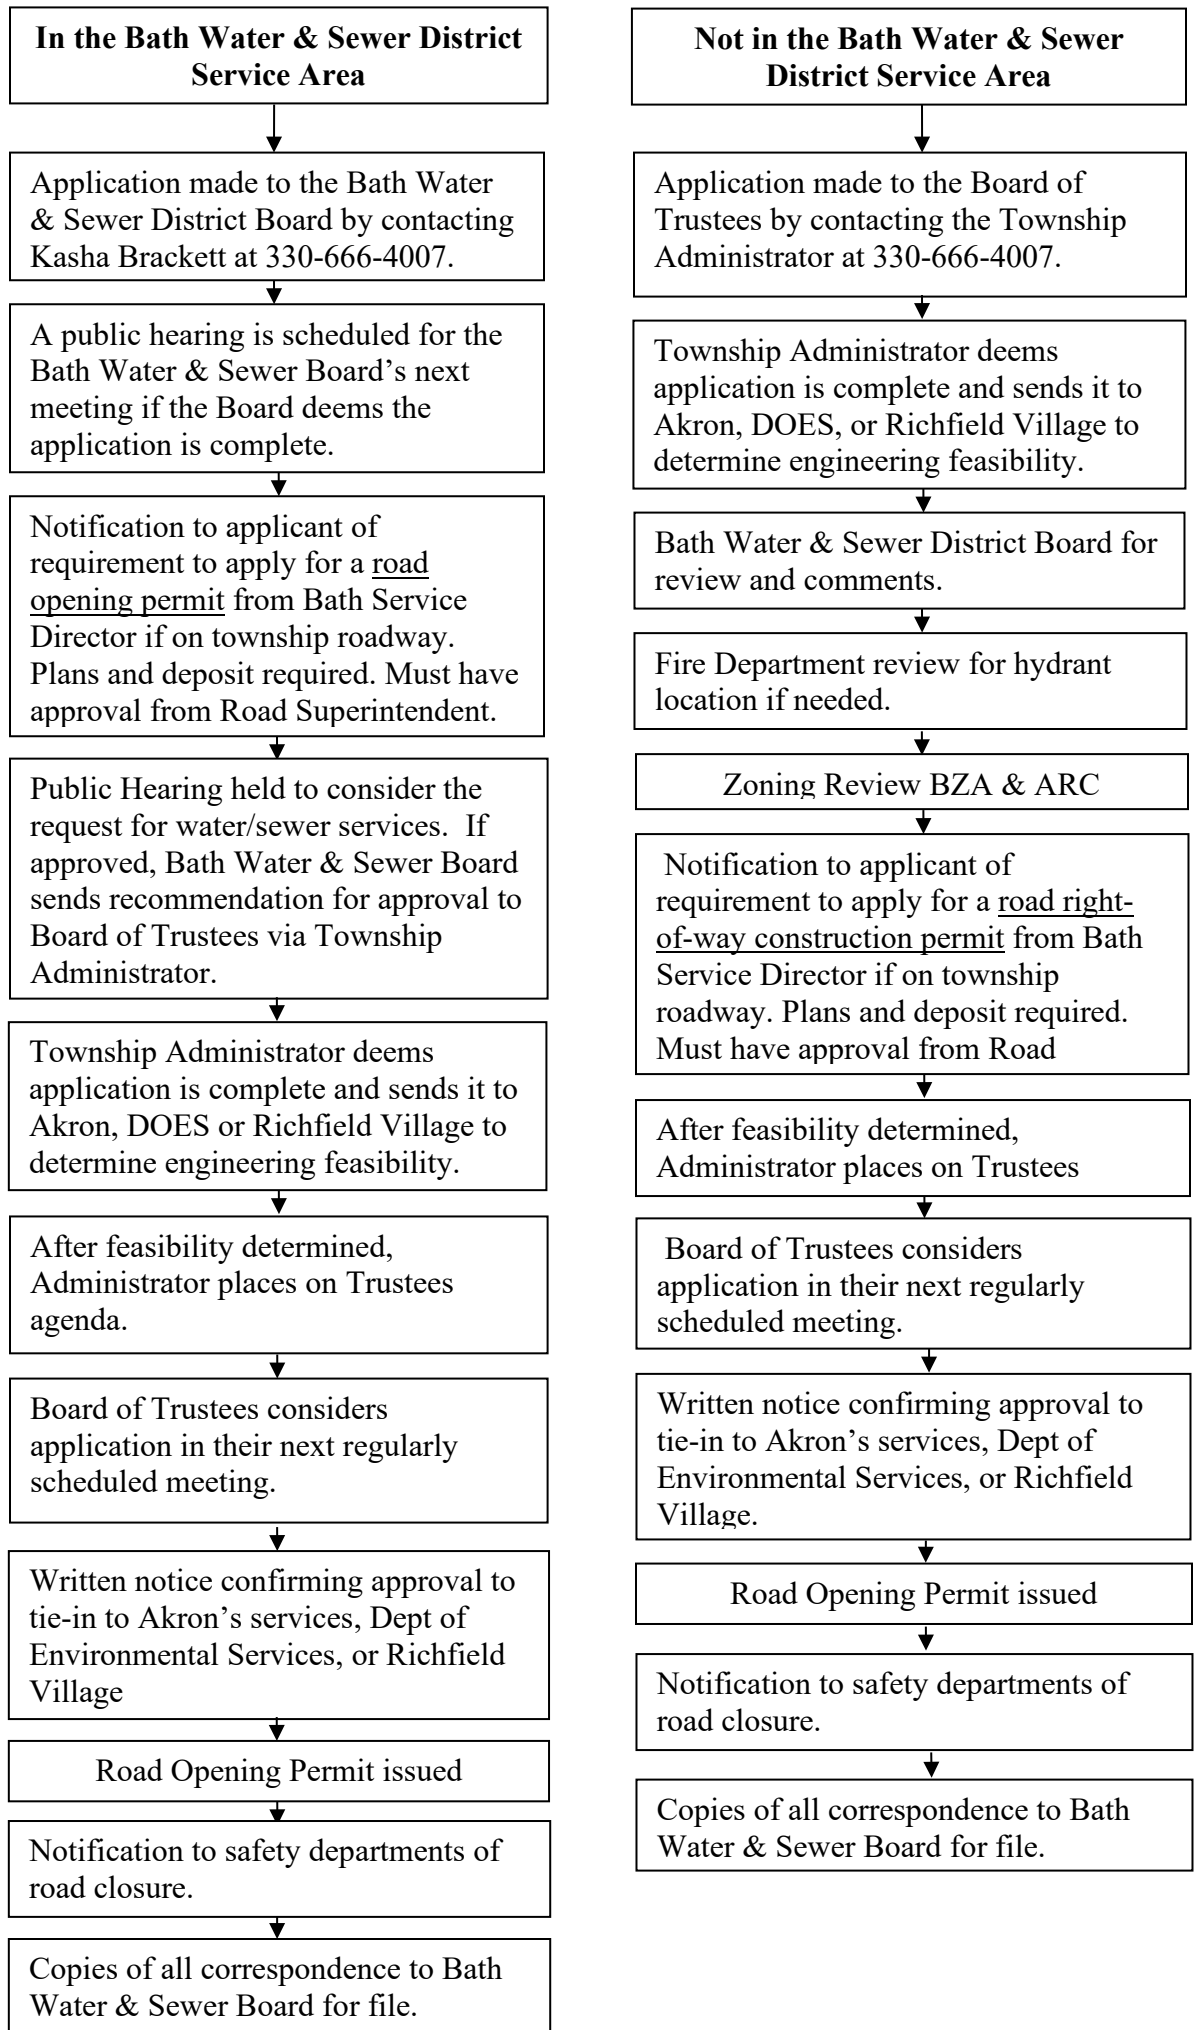 In the Bath Water & Sewer District
Service Area
Application made to the Bath Water
& Sewer District Board by contacting
Kasha Brackett at 330-666-4007.
A public hearing is scheduled for the
Bath Water & Sewer Board’s next
meeting if the Board deems the
application is complete.
Notification to applicant of
requirement to apply for a road
opening permit from Bath Service
Director if on township roadway.
Plans and deposit required. Must have
approval from Road Superintendent.
Public Hearing held to consider the
request for water/sewer services.  If
approved, Bath Water & Sewer Board
sends recommendation for approval to
Board of Trustees via Township
Administrator.
Township Administrator deems
application is complete and sends it to
Akron, DOES or Richfield Village to
determine engineering feasibility.
After feasibility determined,
Administrator places on Trustees
agenda.
Board of Trustees considers
application in their next regularly
scheduled meeting.
Written notice confirming approval to
tie-in to Akron’s services, Dept of
Environmental Services, or Richfield
Village
Road Opening Permit issued
Notification to safety departments of
road closure.
Copies of all correspondence to Bath
Water & Sewer Board for file.
Not in the Bath Water & Sewer
District Service Area
Application made to the Board of
Trustees by contacting the Township
Administrator at 330-666-4007.
Township Administrator deems
application is complete and sends it to
Akron, DOES, or Richfield Village to
determine engineering feasibility.
Bath Water & Sewer District Board for
review and comments.
Fire Department review for hydrant
location if needed.
Zoning Review BZA & ARC
Notification to applicant of
requirement to apply for a road right-
of-way construction permit from Bath
Service Director if on township
roadway. Plans and deposit required.
Must have approval from Road
After feasibility determined,
Administrator places on Trustees
Board of Trustees considers
application in their next regularly
scheduled meeting.
Written notice confirming approval to
tie-in to Akron’s services, Dept of
Environmental Services, or Richfield
Village.
Road Opening Permit issued
Notification to safety departments of
road closure.
Copies of all correspondence to Bath
Water & Sewer Board for file.